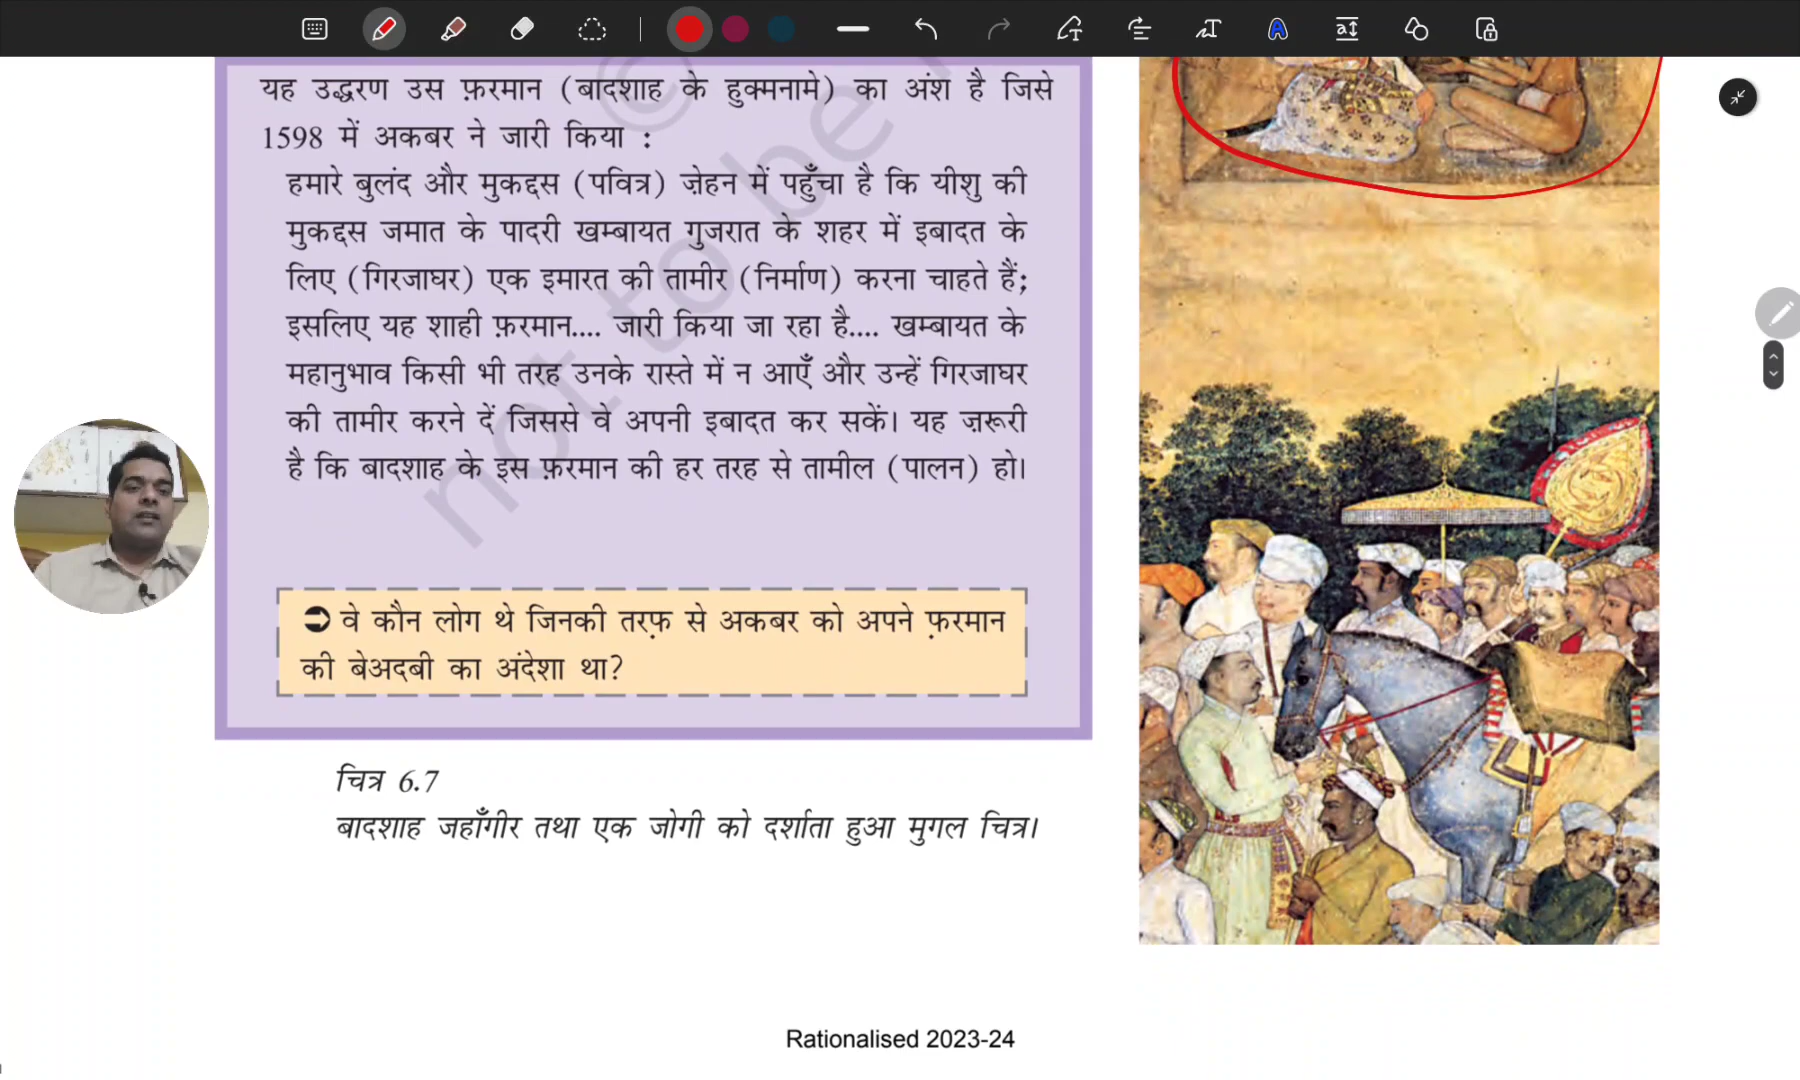 यह उद्धरण उस फ़रमान (बादशाह के हुक्मनामे) का अंश है जिसे
1598 में अकबर ने जारी किया :
हमारे बुलंद और मुकद्दस (पवित्र) ज़ेहन में पहुँचा है कि यीशु की
मुकद्दस जमात के पादरी खम्बायत गुजरात के शहर में इबादत के
लिए (गिरजाघर) एक इमारत की तामीर (निर्माण) करना चाहते हैं;
इसलिए यह शाही फ़रमान.... जारी किया जा रहा है.... खम्बायत के
महानुभाव किसी भी तरह उनके रास्ते में न आएँ और उन्हें गिरजाघर
की तामीर करने दें जिससे वे अपनी इबादत कर सकें। यह ज़रूरी
है कि बादशाह के इस फ़रमान की हर तरह से तामील (पालन) हो।
➲ वे कौन लोग थे जिनकी तरफ़ से अकबर को अपने फ़रमान
की बेअदबी का अंदेशा था?
चित्र 6.7
बादशाह जहाँगीर तथा एक जोगी को दर्शाता हुआ मुगल चित्र।
Rationalised 2023-24
© not to be